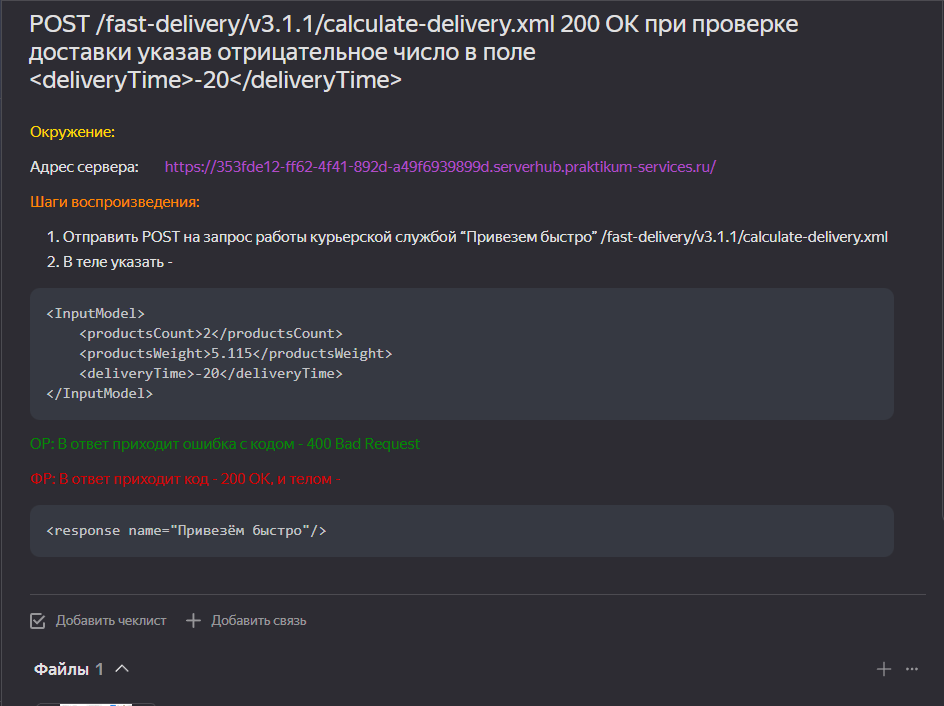 POST /fast-delivery/v3.1.1/calculate-delivery.xml 200 OK при проверке
доставки указав отрицательное число в поле
<deliveryTime>-20</deliveryTime>
Окружение:
Адрес сервера: https://353fde12-ff62-4f41-892d-a49f6939899d.serverhub.praktikum-services.ru/
Шаги воспроизведения:
1. Отправить POST на запрос работы курьерской службой “Привезем быстро” /fast-delivery/v3.1.1/calculate-delivery.xml
2. В теле указать -
<InputModel>
    <productsCount>2</productsCount>
    <productsWeight>5.115</productsWeight>
    <deliveryTime>-20</deliveryTime>
</InputModel>
ОР: В ответ приходит ошибка с кодом - 400 Bad Request
ФР: В ответ приходит код - 200 OK, и телом -
<response name="Привезём быстро"/>
Добавить чеклист Добавить связь
Файлы 1